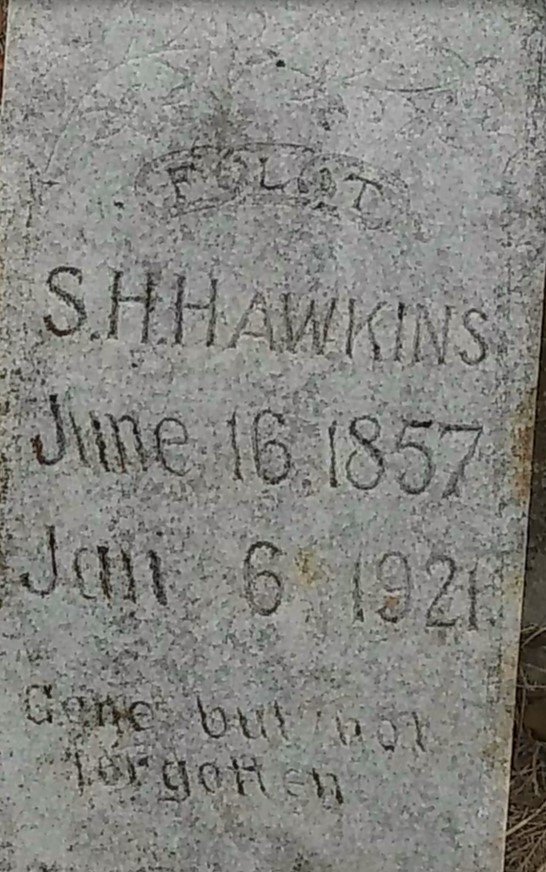 S.H.HAWKINS
June 16, 1857
Jan 6 1921.
Gone but not
forgotten